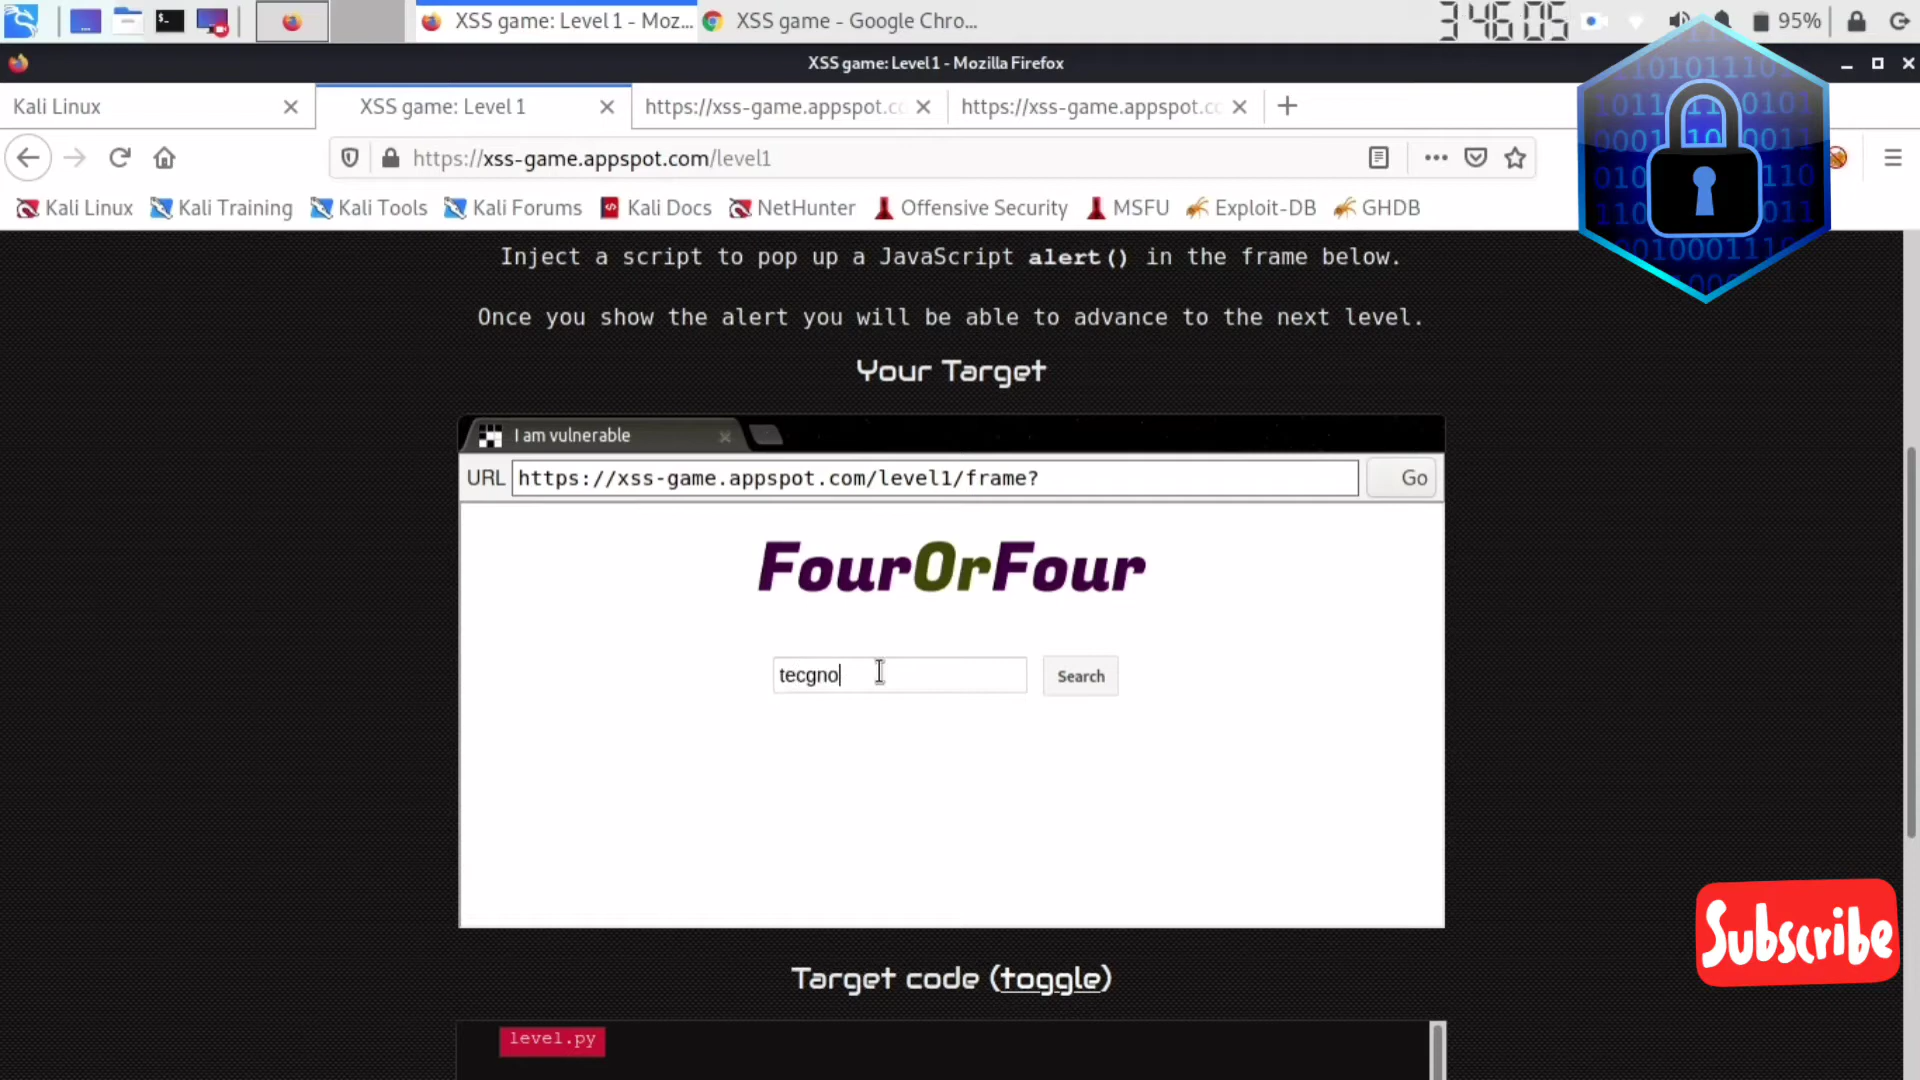 XSS game: Level 1 - Moz...
XSS game - Google Chro...
34605
95%
XSS game: Level 1 - Mozilla Firefox
Kali Linux
XSS game: Level 1
https://xss-game.appspot.c
https://xss-game.appspot.c
https://xss-game.appspot.com/level1
Kali Linux
Kali Training
Kali Tools
Kali Forums
Kali Docs
NetHunter
Offensive Security
MSFU
Exploit-DB
GHDB
Inject a script to pop up a JavaScript alert() in the frame below.
Once you show the alert you will be able to advance to the next level.
Your Target
I am vulnerable
URL
https://xss-game.appspot.com/level1/frame?
Go
FourOrFour
tecgno
Search
Subscribe
Target code (toggle)
level.py